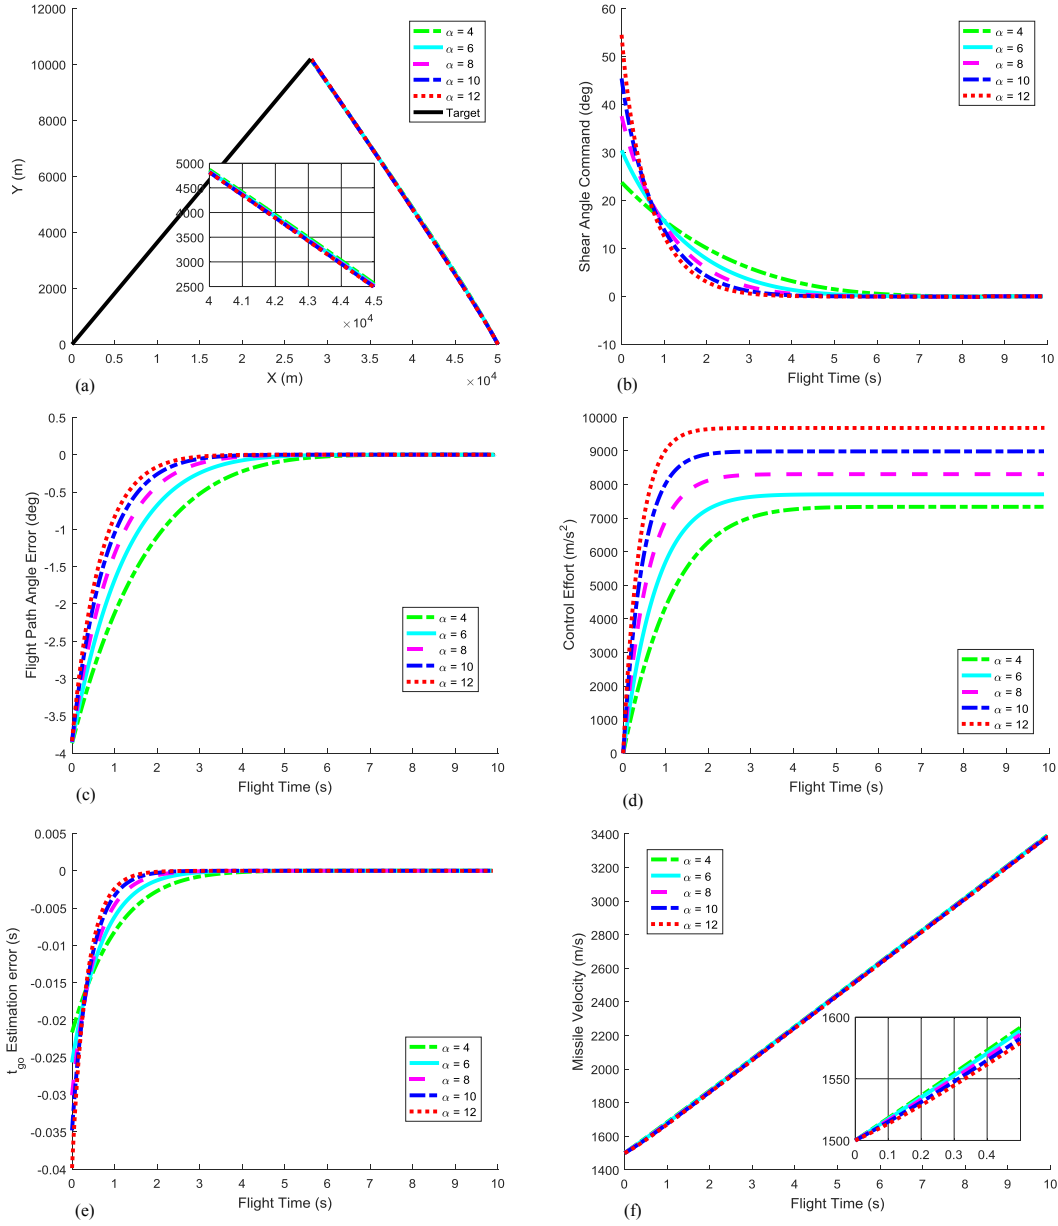 12000
10000
8000
6000
4000
2000
0
Y (m)
α = 4
α = 6
α = 8
α = 10
α = 12
Target
5000
4500
4000
3500
3000
2500
4 4.1 4.2 4.3 4.4 4.5
×10⁴
0 0.5 1 1.5 2 2.5 3 3.5 4 4.5 5
X (m)
×10⁴
(a)
60
50
40
30
20
10
0
-10
Shear Angle Command (deg)
α = 4
α = 6
α = 8
α = 10
α = 12
0 1 2 3 4 5 6 7 8 9 10
Flight Time (s)
(b)
0.5
0
-0.5
-1
-1.5
-2
-2.5
-3
-3.5
-4
Flight Path Angle Error (deg)
α = 4
α = 6
α = 8
α = 10
α = 12
0 1 2 3 4 5 6 7 8 9 10
Flight Time (s)
(c)
10000
9000
8000
7000
6000
5000
4000
3000
2000
1000
0
Control Effort (m/s²)
α = 4
α = 6
α = 8
α = 10
α = 12
0 1 2 3 4 5 6 7 8 9 10
Flight Time (s)
(d)
0.005
0
-0.005
-0.01
-0.015
-0.02
-0.025
-0.03
-0.035
-0.04
t_go Estimation error (s)
α = 4
α = 6
α = 8
α = 10
α = 12
0 1 2 3 4 5 6 7 8 9 10
Flight Time (s)
(e)
3400
3200
3000
2800
2600
2400
2200
2000
1800
1600
1400
Missile Velocity (m/s)
α = 4
α = 6
α = 8
α = 10
α = 12
1600
1550
1500
0 0.1 0.2 0.3 0.4
0 1 2 3 4 5 6 7 8 9 10
Flight Time (s)
(f)